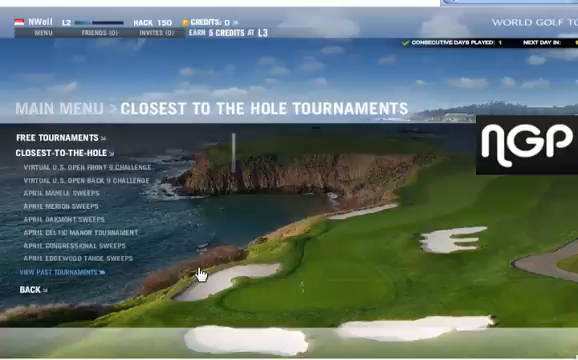 NWell L2 HACK 150 CREDITS: 0 WORLD GOLF TO
MENU FRIENDS (0) INVITES (0) EARN 5 CREDITS AT L3
CONSECUTIVE DAYS PLAYED: 1 NEXT DAY IN:
MAIN MENU > CLOSEST TO THE HOLE TOURNAMENTS
FREE TOURNAMENTS
NGP
CLOSEST-TO-THE-HOLE
VIRTUAL U.S. OPEN FRONT 9 CHALLENGE
VIRTUAL U.S. OPEN BACK 9 CHALLENGE
APRIL MAMILE SWEEPS
APRIL MERION SWEEPS
APRIL OAKMONT SWEEPS
APRIL CELTIC MANOR TOURNAMENT
APRIL CONGRESSIONAL SWEEPS
APRIL EDGEWOOD TAHOE SWEEPS
VIEW PAST TOURNAMENTS
BACK